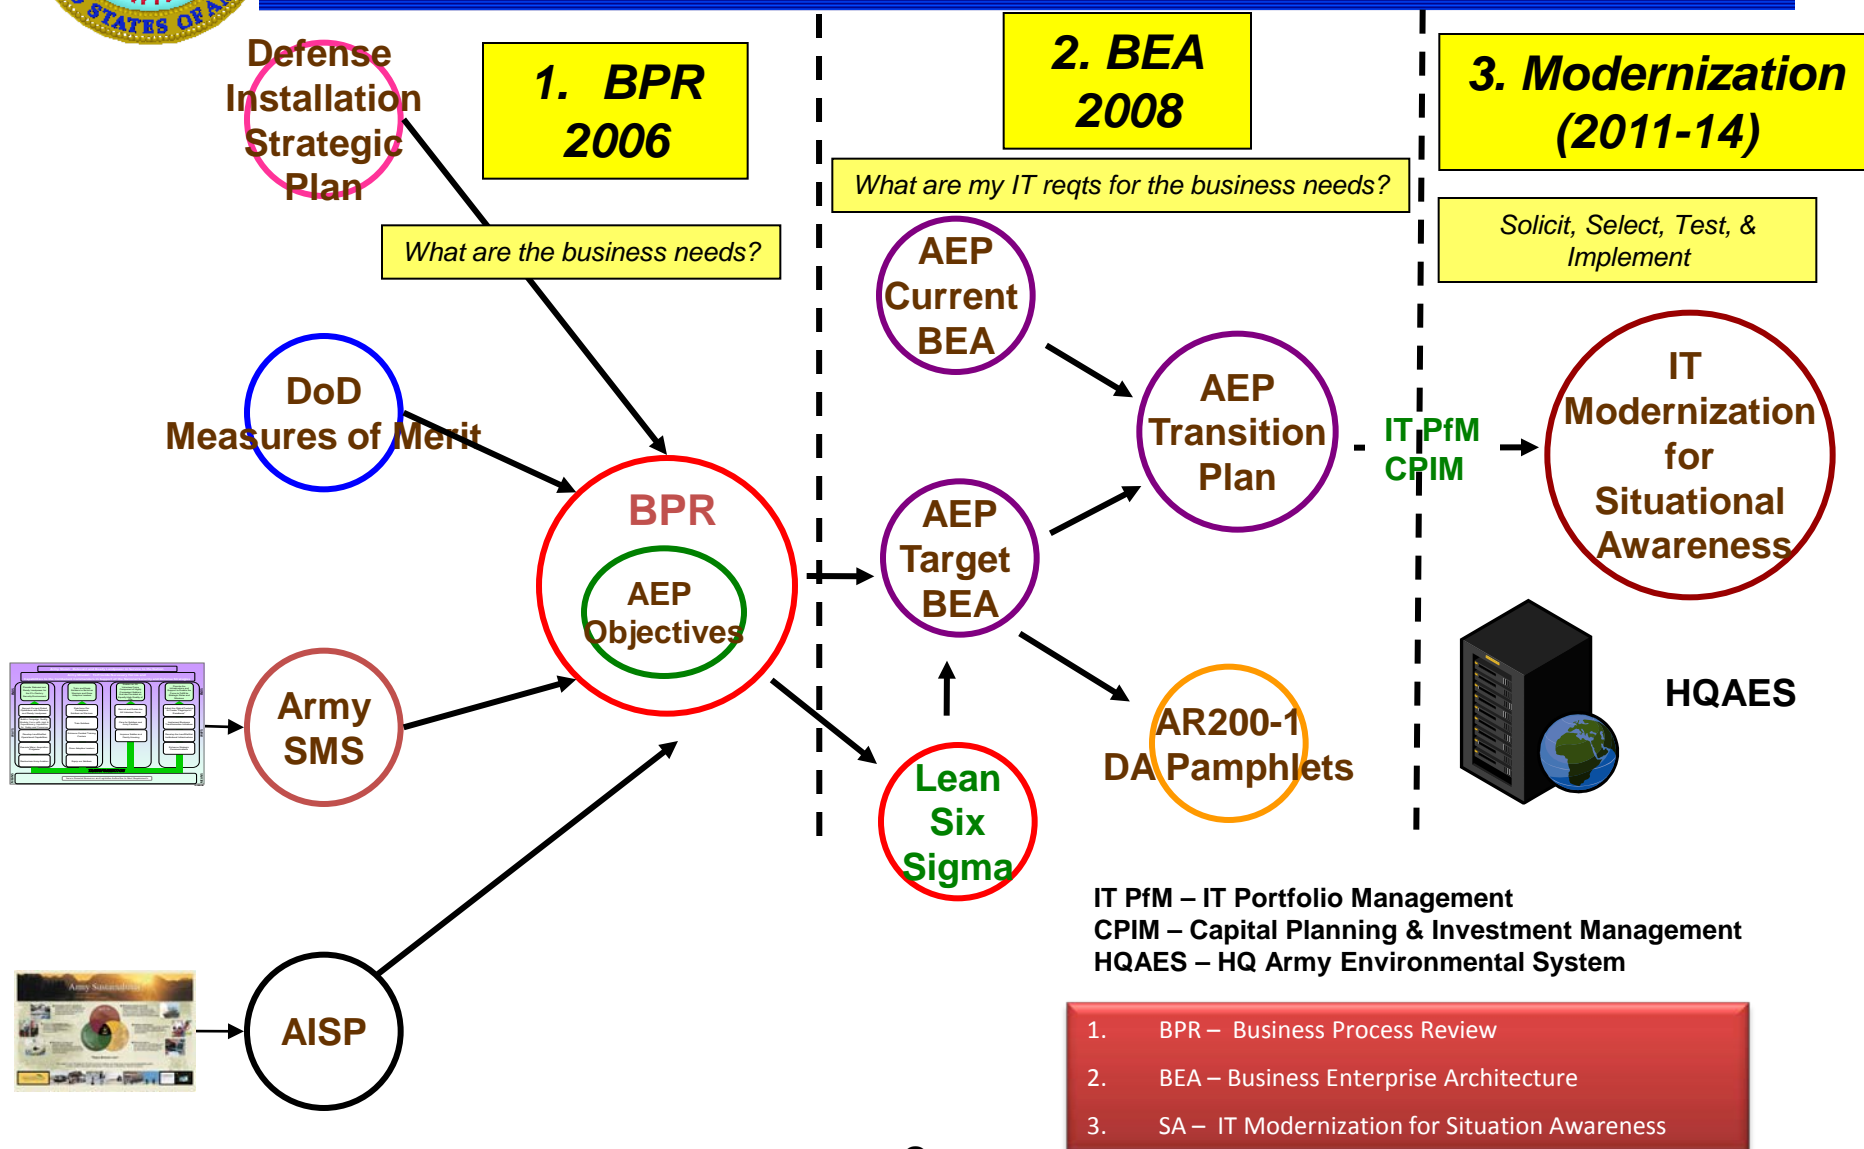 STATES OF
Defense
Installation
Strategic
Plan
1. BPR
2006
2. BEA
2008
3. Modernization
(2011-14)
What are the business needs?
What are my IT reqts for the business needs?
Solicit, Select, Test, &
Implement
DoD
Measures of Merit
BPR
AEP
Objectives
Army
SMS
AISP
AEP
Current
BEA
AEP
Target
BEA
AEP
Transition
Plan
Lean
Six
Sigma
AR200-1
DA Pamphlets
IT PfM
CPIM
IT
Modernization
for
Situational
Awareness
HQAES
Army Sustainability
IT PfM – IT Portfolio Management
CPIM – Capital Planning & Investment Management
HQAES – HQ Army Environmental System
1. BPR – Business Process Review
2. BEA – Business Enterprise Architecture
3. SA – IT Modernization for Situation Awareness